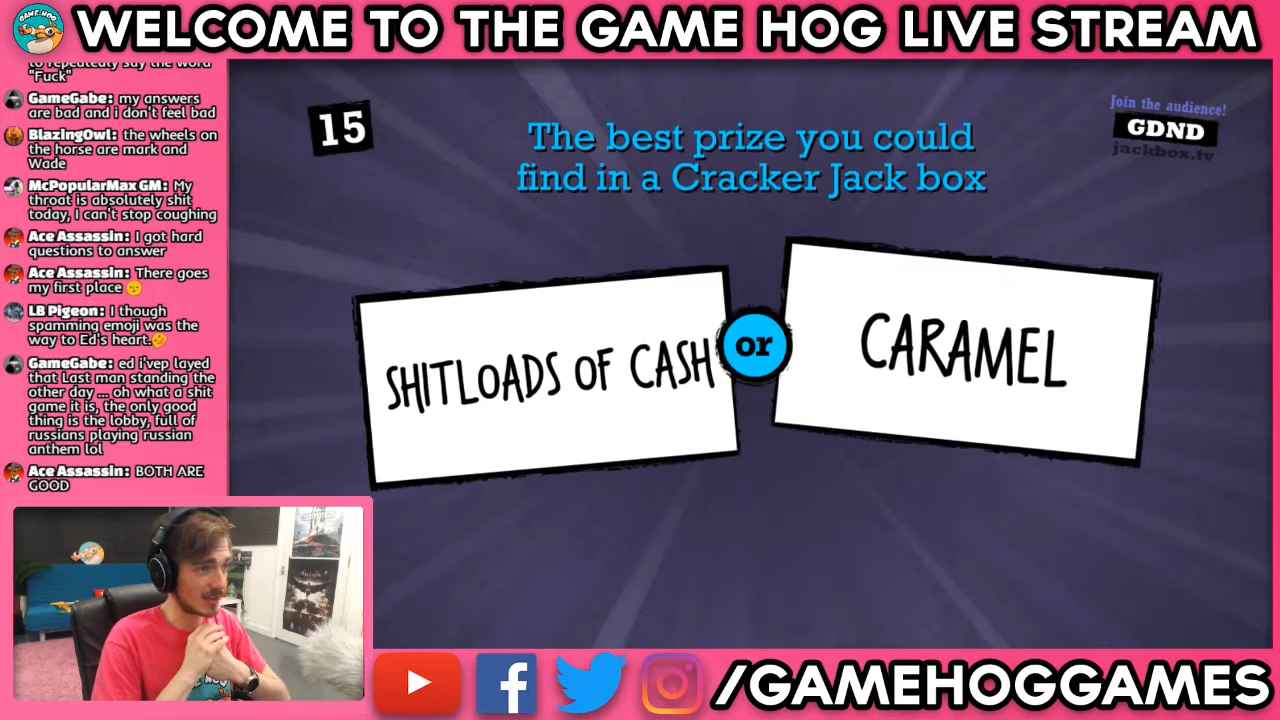 WELCOME TO THE GAME HOG LIVE STREAM
GAME HOG
to repeatedly say the word
"Fuck"
GameGabe: my answers
are bad and i don't feel bad
BlazingOwl: the wheels on
the horse are mark and
Wade
McPopularMax GM: My
throat is absolutely shit
today, I can't stop coughing
Ace Assassin: I got hard
questions to answer
Ace Assassin: There goes
my first place 🌝
LB Pigeon: I though
spamming emoji was the
way to Ed's heart.
GameGabe: ed i'vep layed
that Last man standing the
other day ... oh what a shit
game it is, the only good
thing is the lobby, full of
russians playing russian
anthem lol
Ace Assassin: BOTH ARE
GOOD
15
The best prize you could
find in a Cracker Jack box
Join the audience!
GDND
jackbox.tv
SHITLOADS OF CASH
or
CARAMEL
/GAMEHOGGAMES